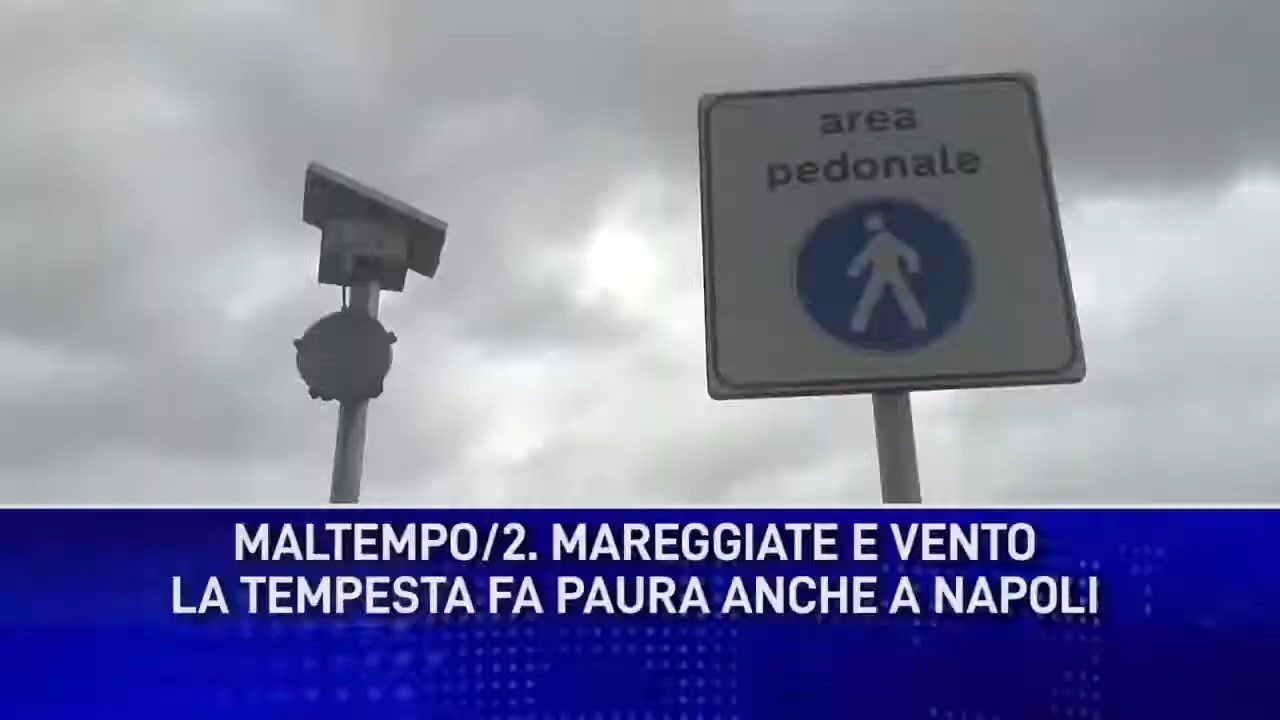 area
pedonale
MALTEMPO/2. MAREGGIATE E VENTO
LA TEMPESTA FA PAURA ANCHE A NAPOLI